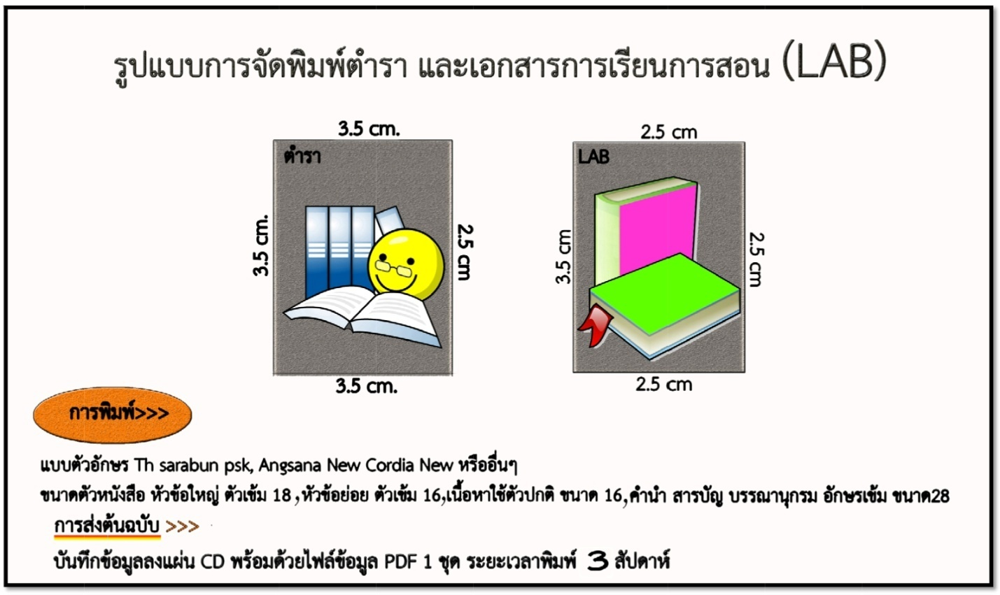 รูปแบบการจัดพิมพ์ตำรา และเอกสารการเรียนการสอน (LAB)
3.5 cm.
ตำรา
3.5 cm.
2.5 cm
3.5 cm.
2.5 cm
LAB
3.5 cm
2.5 cm
2.5 cm
การพิมพ์>>>
แบบตัวอักษร Th sarabun psk, Angsana New Cordia New หรืออื่นๆ
ขนาดตัวหนังสือ หัวข้อใหญ่ ตัวเข้ม 18 ,หัวข้อย่อย ตัวเข้ม 16,เนื้อหาใช้ตัวปกติ ขนาด 16,คำนำ สารบัญ บรรณานุกรม อักษรเข้ม ขนาด28
การส่งต้นฉบับ >>>
บันทึกข้อมูลลงแผ่น CD พร้อมด้วยไฟล์ข้อมูล PDF 1 ชุด ระยะเวลาพิมพ์ 3 สัปดาห์